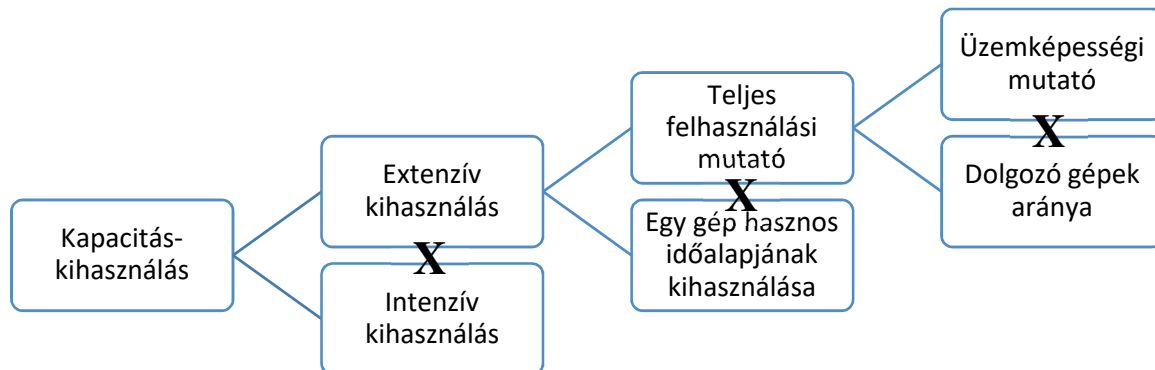 Kapacitás-
kihasználás
Extenzív
kihasználás
X
Intenzív
kihasználás
Teljes
felhasználási
mutató
X
Egy gép hasznos
időalapjának
kihasználása
Üzemképességi
mutató
X
Dolgozó gépek
aránya